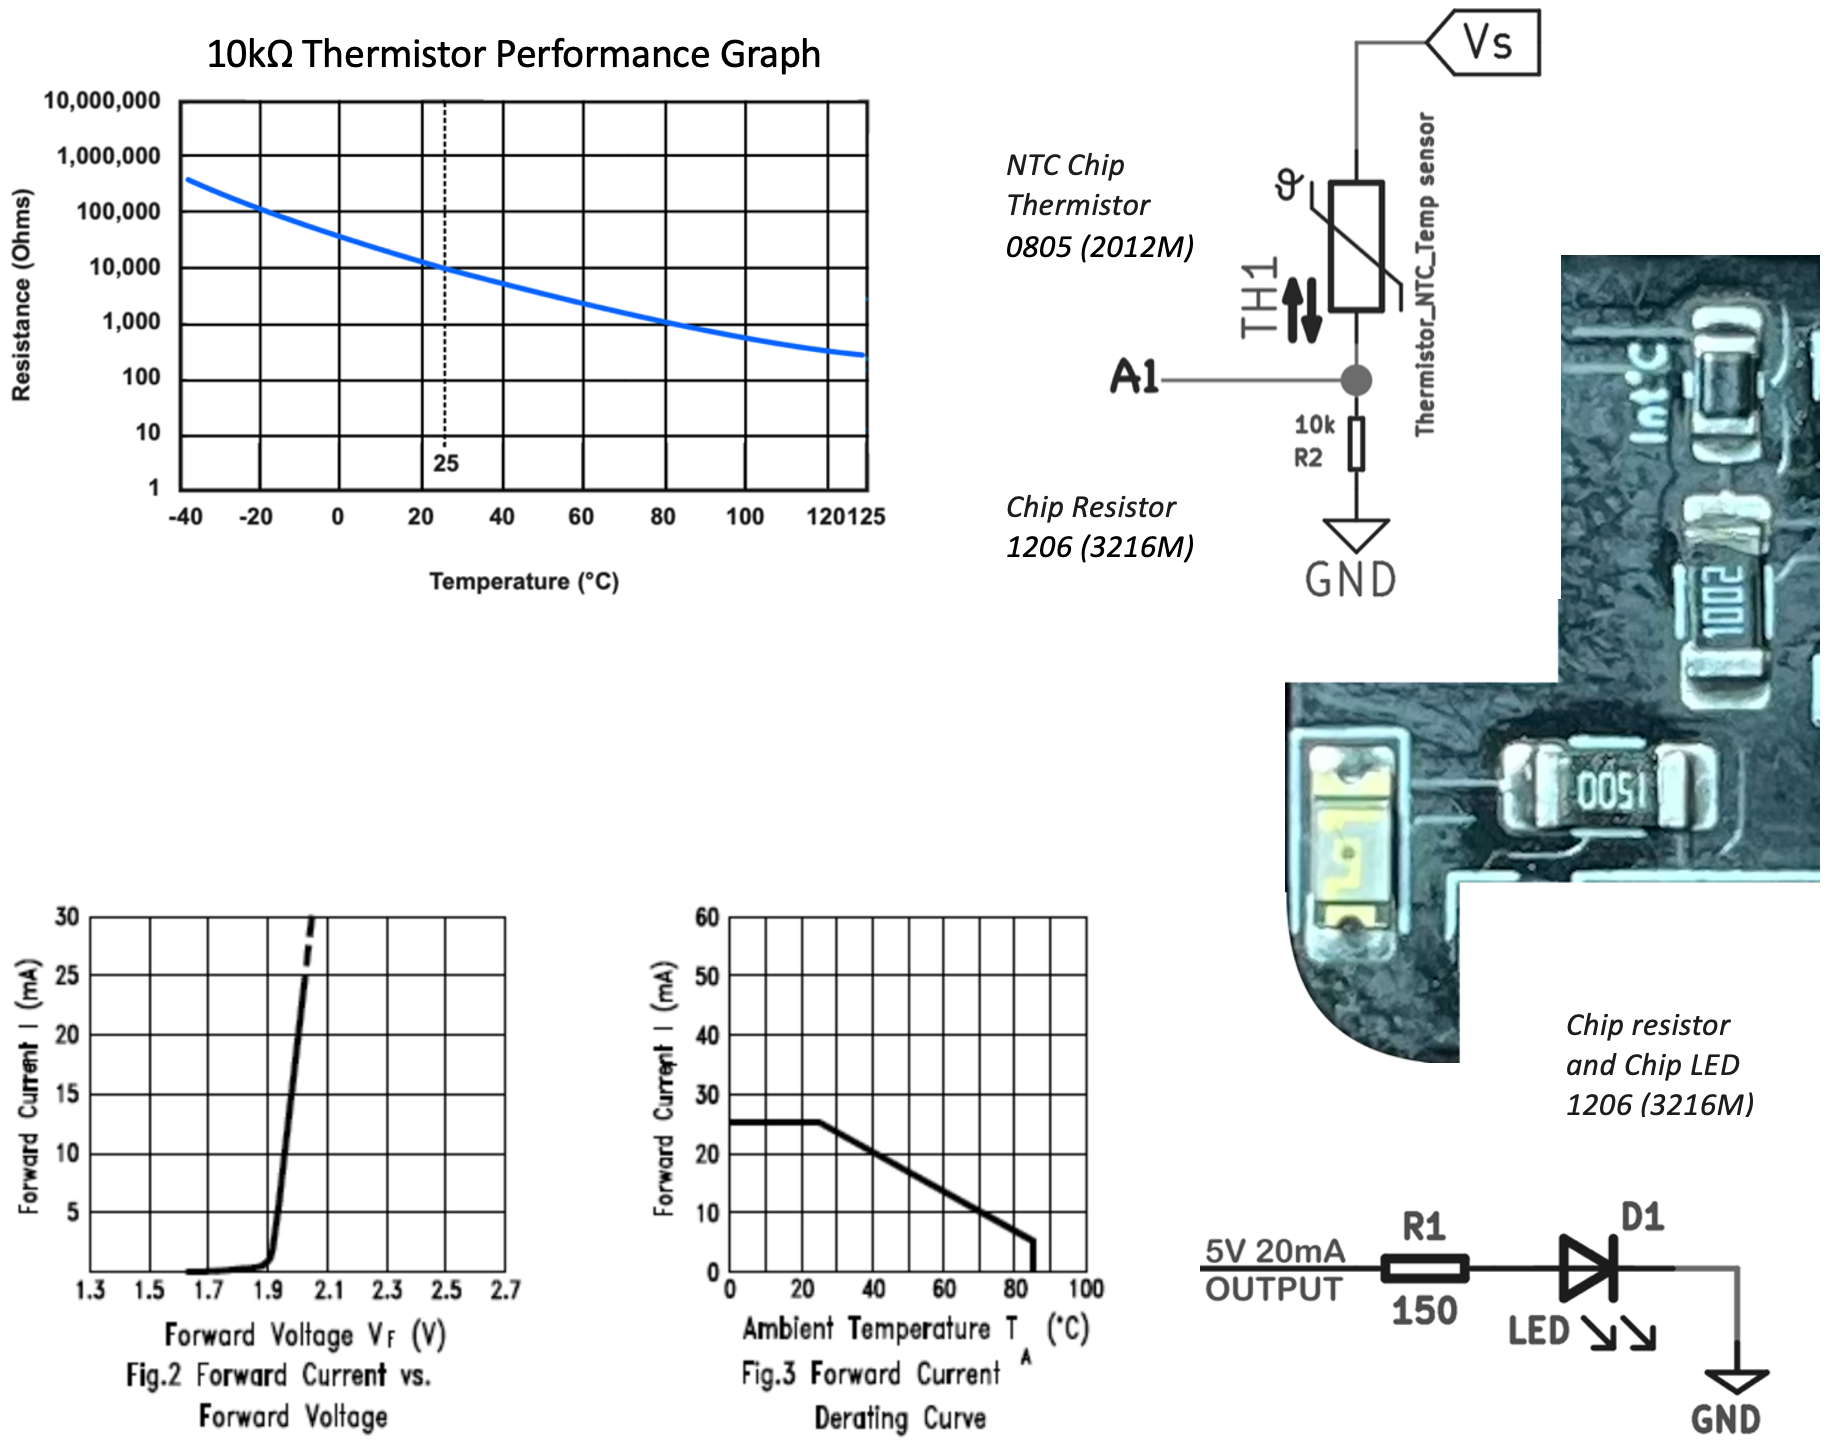 10kΩ Thermistor Performance Graph
Resistance (Ohms)
10,000,000
1,000,000
100,000
10,000
1,000
100
10
1
25
-40 -20 0 20 40 60 80 100 120 125
Temperature (°C)
Vs
NTC Chip
Thermistor
0805 (2012M)
ϑ
TH1
Thermistor_NTC_Temp sensor
A1
10k
R2
Chip Resistor
1206 (3216M)
GND
Int°C
1002
1500
Chip resistor
and Chip LED
1206 (3216M)
Forward Current I (mA)
30
25
20
15
10
5
1.3 1.5 1.7 1.9 2.1 2.3 2.5 2.7
Forward Voltage VF (V)
Fig.2 Forward Current vs.
Forward Voltage
Forward Current I (mA)
60
50
40
30
20
10
0
0 20 40 60 80 100
Ambient Temperature TA (°C)
Fig.3 Forward Current
Derating Curve
5V 20mA
OUTPUT
R1
150
D1
LED
GND